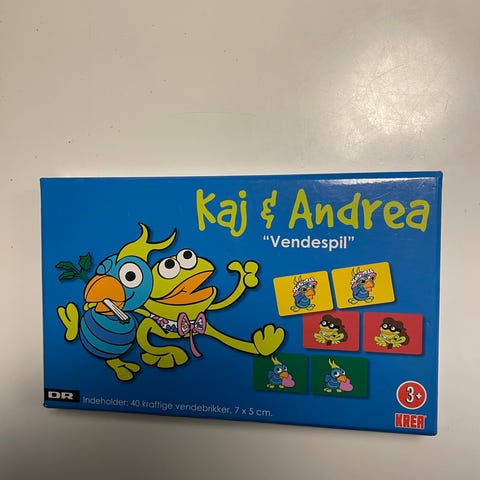 Kaj & Andrea
"Vendespil"
DR
Indeholder: 40 kraftige vendebrikker, 7 x 5 cm.
3+
KREA